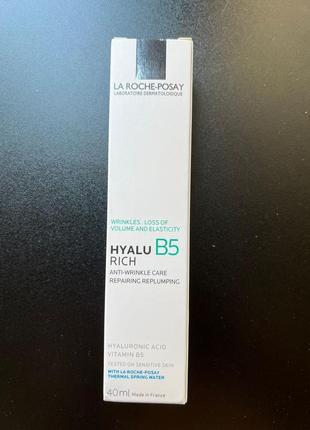 LA ROCHE-POSAY
LABORATOIRE DERMATOLOGIQUE
WRINKLES, LOSS OF
VOLUME AND ELASTICITY
HYALU B5
RICH
ANTI-WRINKLE CARE
REPAIRING REPLUMPING
HYALURONIC ACID
VITAMIN B5
TESTED ON SENSITIVE SKIN
WITH LA ROCHE-POSAY
THERMAL SPRING WATER
40ml Made in France